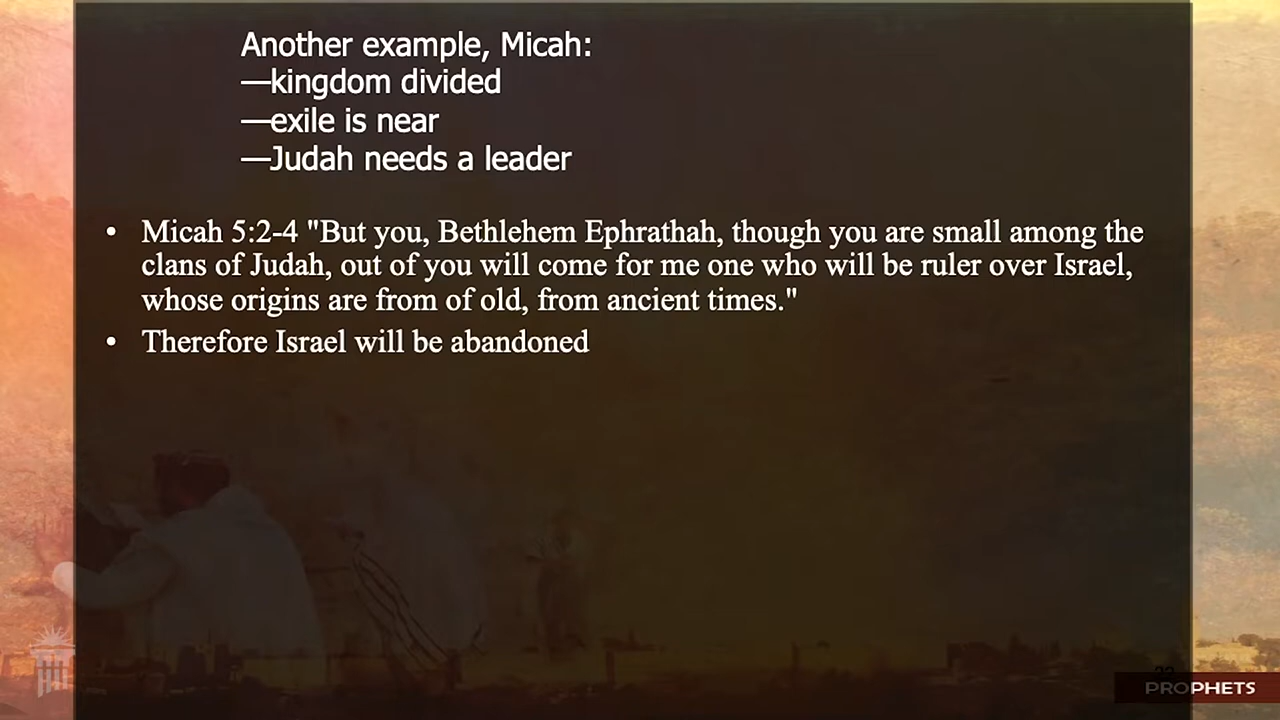 Another example, Micah:
—kingdom divided
—exile is near
—Judah needs a leader
• Micah 5:2-4 "But you, Bethlehem Ephrathah, though you are small among the
clans of Judah, out of you will come for me one who will be ruler over Israel,
whose origins are from of old, from ancient times."
• Therefore Israel will be abandoned
PROPHETS